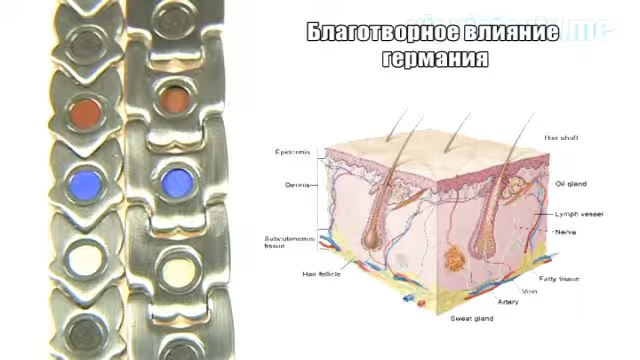 Благотворное влияние
германия
Hair shaft
Epidermis
Oil gland
Dermis
Lymph vessel
Nerve
Subcutaneous
tissue
Hair follicle
Fatty tissue
Vein
Artery
Sweat gland